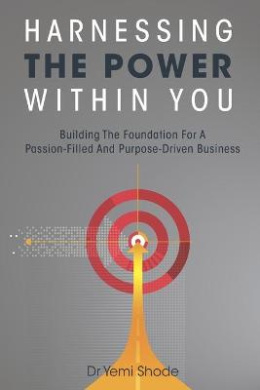 HARNESSING
THE POWER
WITHIN YOU
Building The Foundation For A
Passion-Filled And Purpose-Driven Business
Dr Yemi Shode